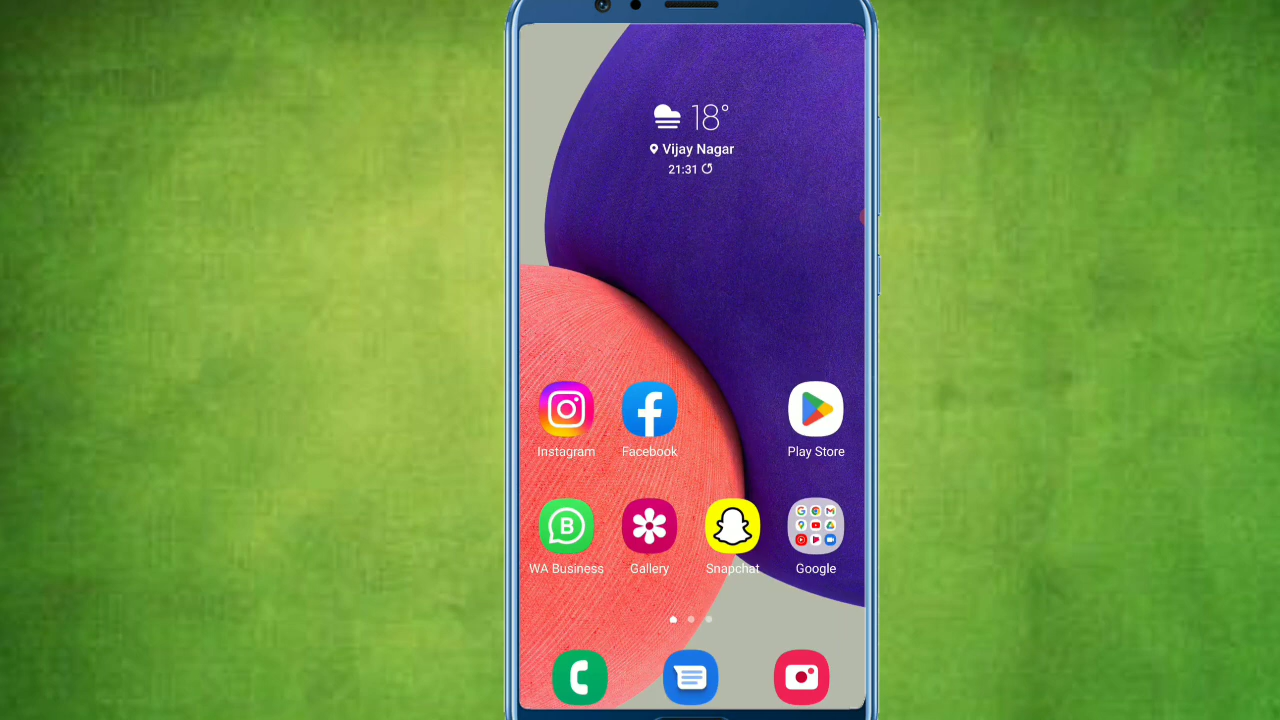 18°
Vijay Nagar
21:31
Instagram
Facebook
Play Store
WA Business
Gallery
Snapchat
Google